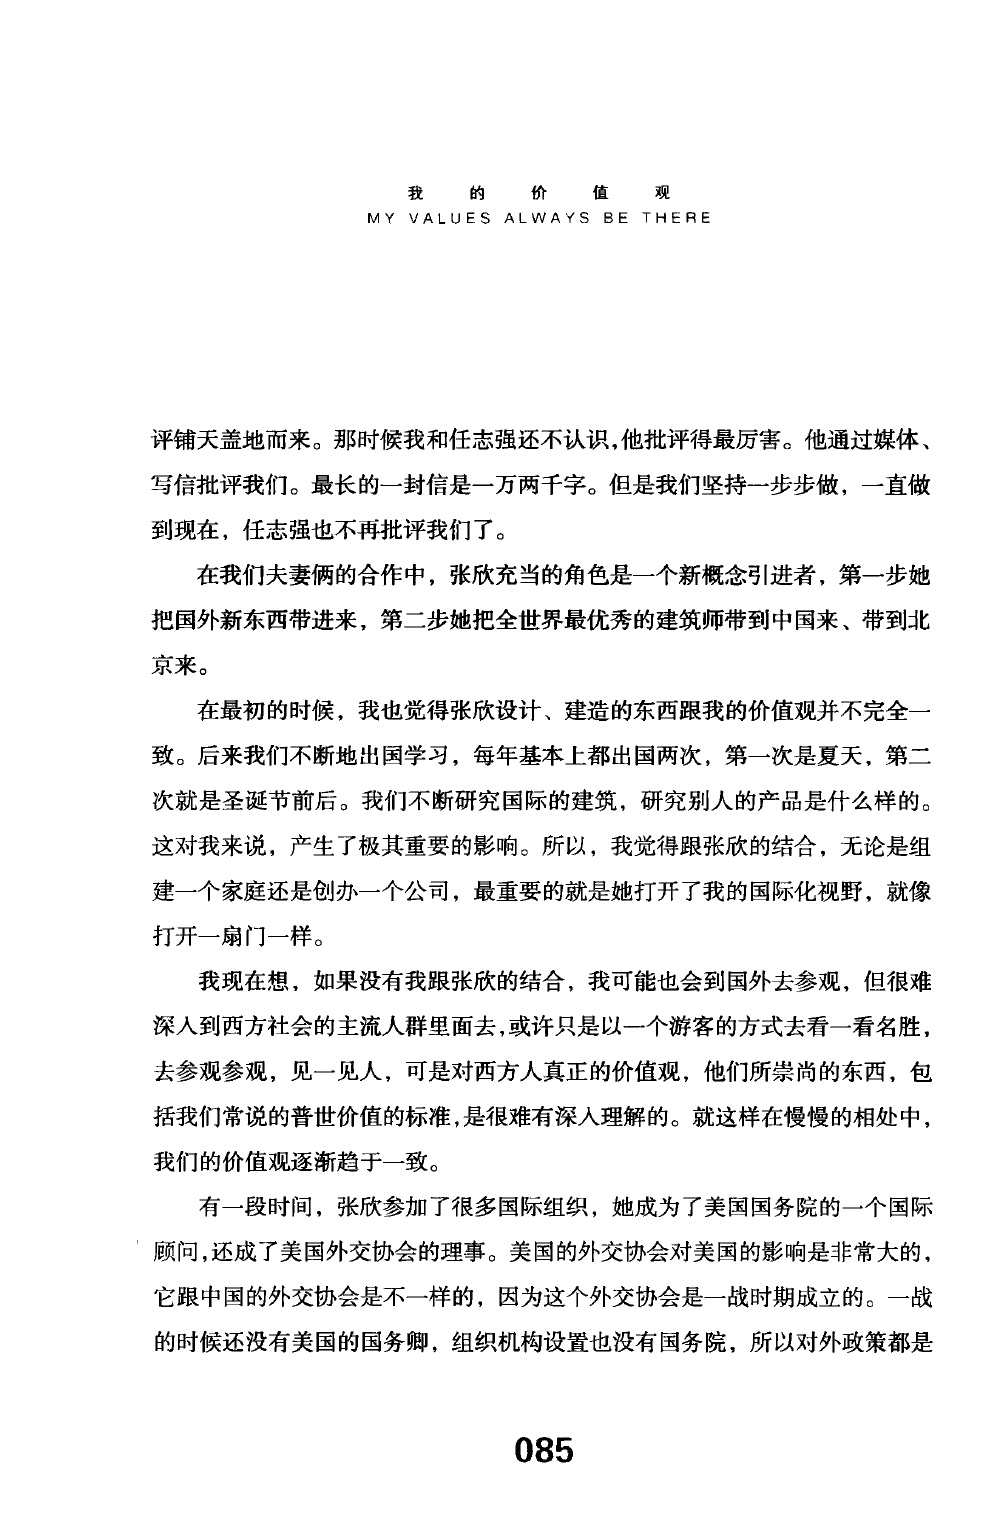 我的价值观
MY VALUES ALWAYS BE THERE
评铺天盖地而来。那时候我和任志强还不认识,他批评得最厉害。他通过媒体、
写信批评我们。最长的一封信是一万两千字。但是我们坚持一步步做，一直做
到现在，任志强也不再批评我们了。
在我们夫妻俩的合作中，张欣充当的角色是一个新概念引进者，第一步她
把国外新东西带进来，第二步她把全世界最优秀的建筑师带到中国来、带到北
京来。
在最初的时候，我也觉得张欣设计、建造的东西跟我的价值观并不完全一
致。后来我们不断地出国学习，每年基本上都出国两次，第一次是夏天，第二
次就是圣诞节前后。我们不断研究国际的建筑，研究别人的产品是什么样的。
这对我来说，产生了极其重要的影响。所以，我觉得跟张欣的结合，无论是组
建一个家庭还是创办一个公司，最重要的就是她打开了我的国际化视野，就像
打开一扇门一样。
我现在想，如果没有我跟张欣的结合，我可能也会到国外去参观，但很难
深入到西方社会的主流人群里面去,或许只是以一个游客的方式去看一看名胜，
去参观参观，见一见人，可是对西方人真正的价值观，他们所崇尚的东西，包
括我们常说的普世价值的标准,是很难有深入理解的。就这样在慢慢的相处中，
我们的价值观逐渐趋于一致。
有一段时间，张欣参加了很多国际组织，她成为了美国国务院的一个国际
顾问,还成了美国外交协会的理事。美国的外交协会对美国的影响是非常大的，
它跟中国的外交协会是不一样的，因为这个外交协会是一战时期成立的。一战
的时候还没有美国的国务卿，组织机构设置也没有国务院，所以对外政策都是
085